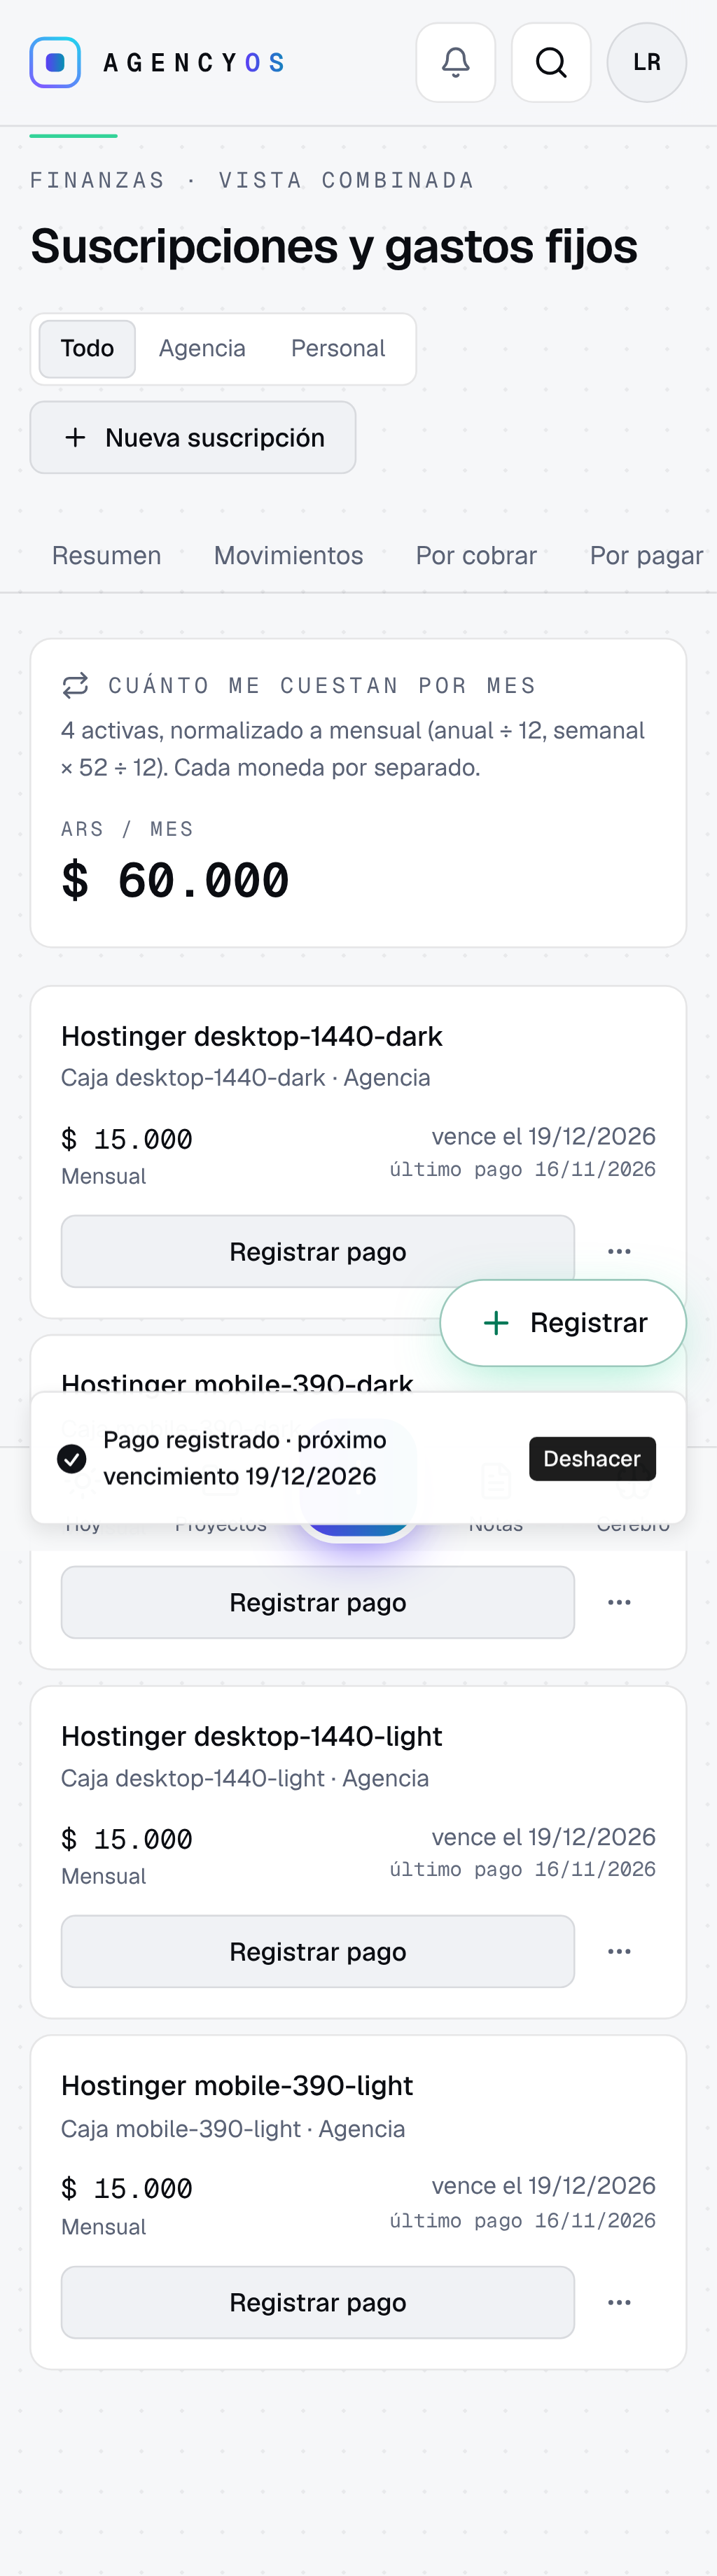 AGENCYOS
LR
FINANZAS · VISTA COMBINADA
Suscripciones y gastos fijos
Todo
Agencia
Personal
+ Nueva suscripción
Resumen
Movimientos
Por cobrar
Por pagar
CUÁNTO ME CUESTAN POR MES
4 activas, normalizado a mensual (anual ÷ 12, semanal
× 52 ÷ 12). Cada moneda por separado.
ARS / MES
$ 60.000
Hostinger desktop-1440-dark
Caja desktop-1440-dark · Agencia
$ 15.000
vence el 19/12/2026
Mensual
último pago 16/11/2026
Registrar pago
+ Registrar
Hostinger mobile-390-dark
Pago registrado · próximo
vencimiento 19/12/2026
Deshacer
Hoy
Proyectos
Notas
Cerebro
Registrar pago
Hostinger desktop-1440-light
Caja desktop-1440-light · Agencia
$ 15.000
vence el 19/12/2026
Mensual
último pago 16/11/2026
Registrar pago
Hostinger mobile-390-light
Caja mobile-390-light · Agencia
$ 15.000
vence el 19/12/2026
Mensual
último pago 16/11/2026
Registrar pago